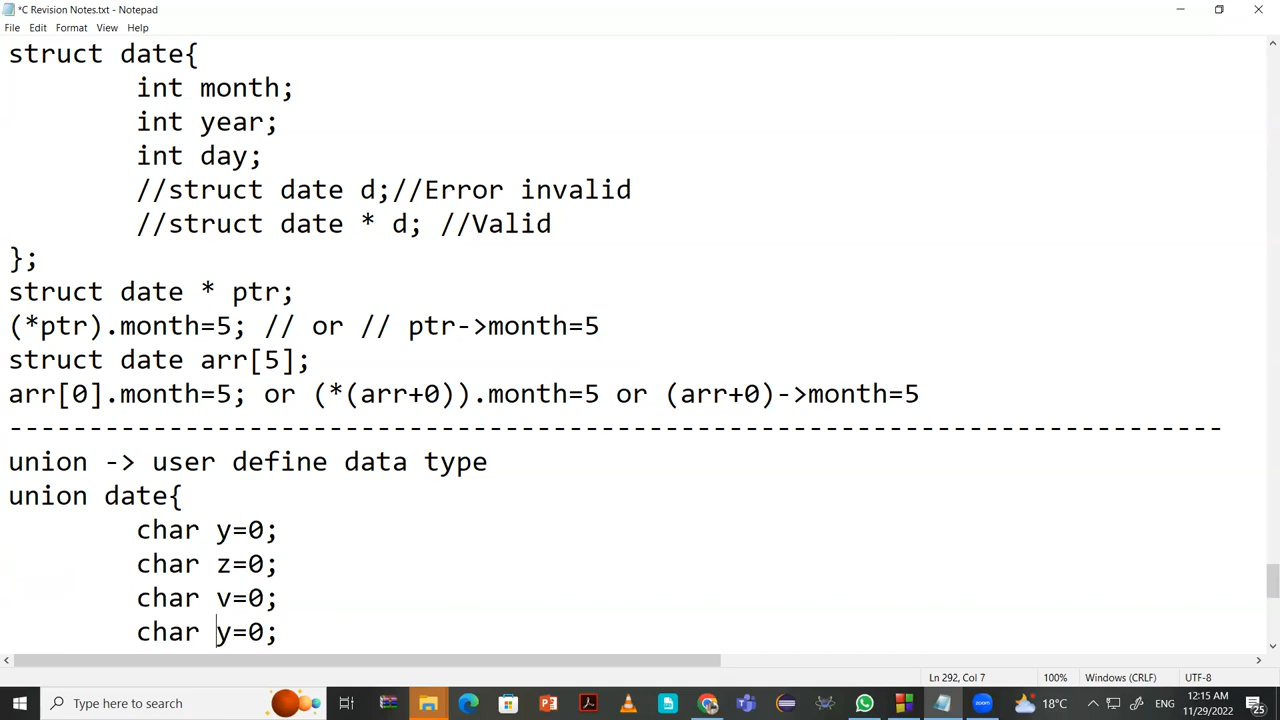 *C Revision Notes.txt - Notepad
File Edit Format View Help
struct date{
int month;
int year;
int day;
//struct date d;//Error invalid
//struct date * d; //Valid
};
struct date * ptr;
(*ptr).month=5; // or // ptr->month=5
struct date arr[5];
arr[0].month=5; or (*(arr+0)).month=5 or (arr+0)->month=5
----------------------------------------------------------------------------
union -> user define data type
union date{
char y=0;
char z=0;
char v=0;
char y=0;
Ln 292, Col 7 100% Windows (CRLF) UTF-8
Type here to search
18°C ENG
12:15 AM
11/29/2022
25